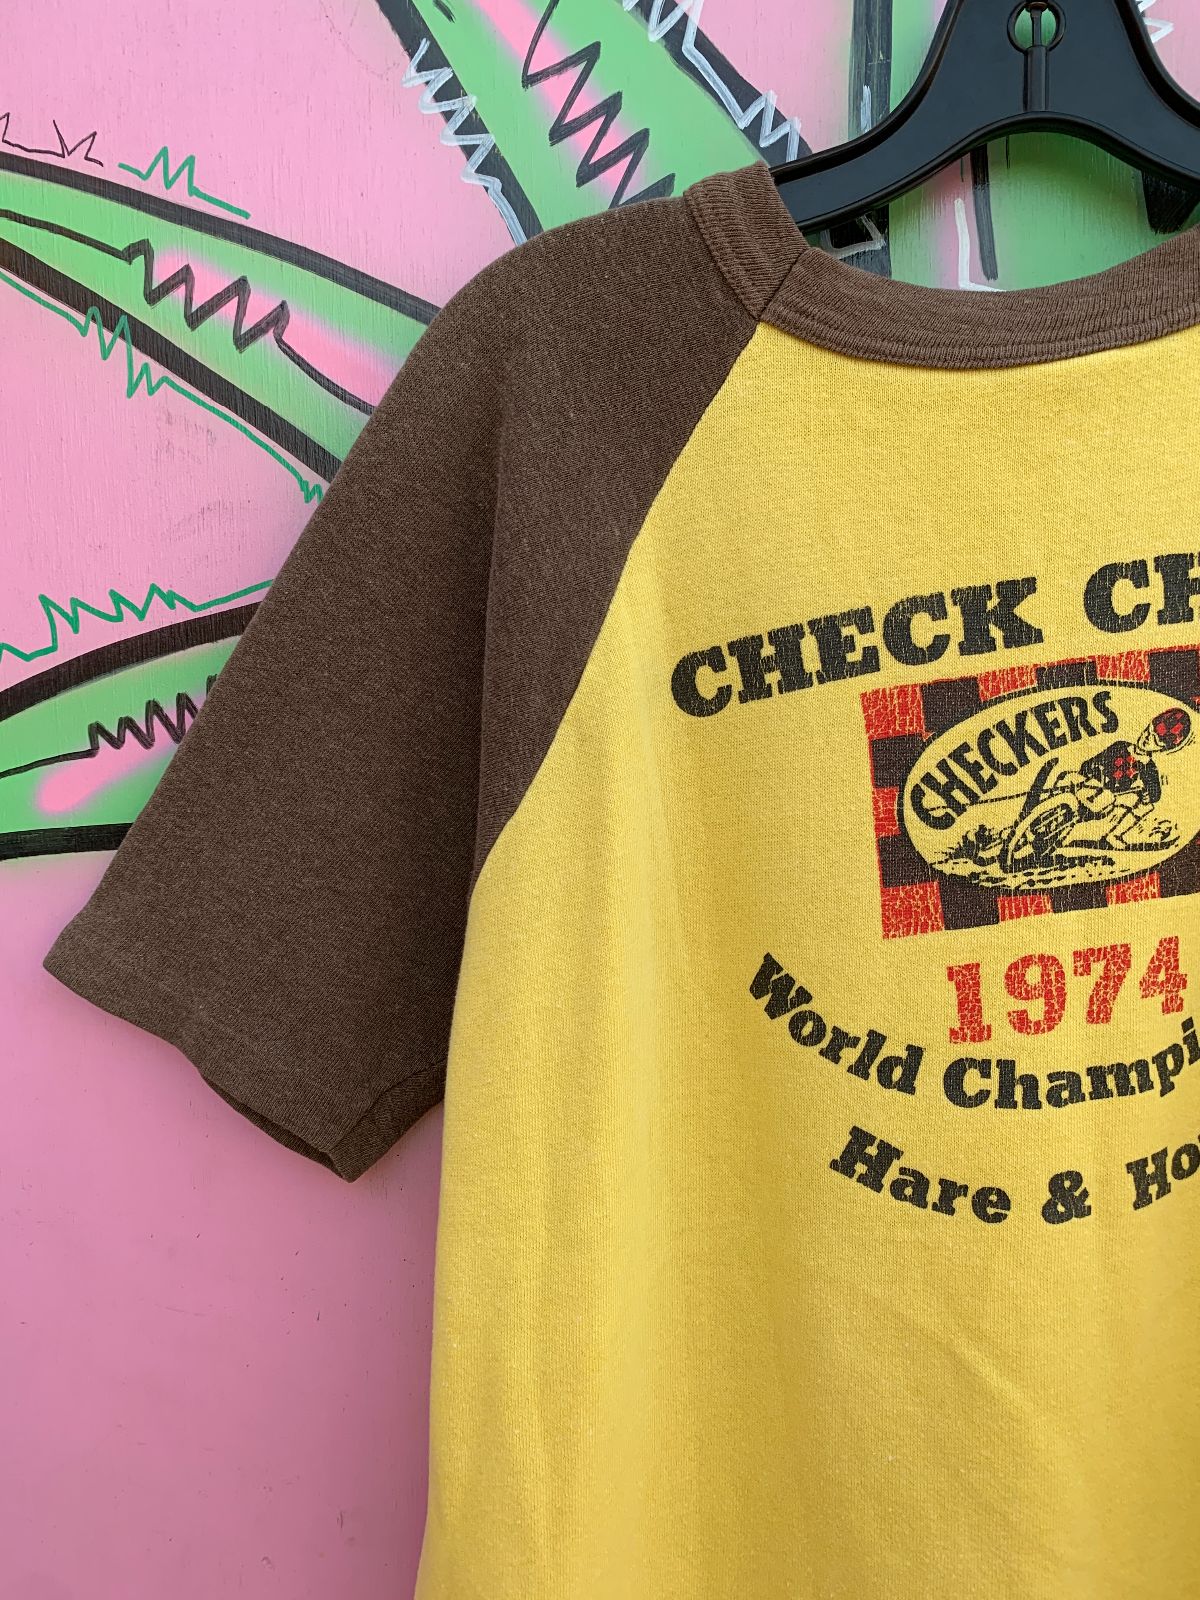 CHECK CH
CHECKERS
1974
World Champi
Hare & Ho